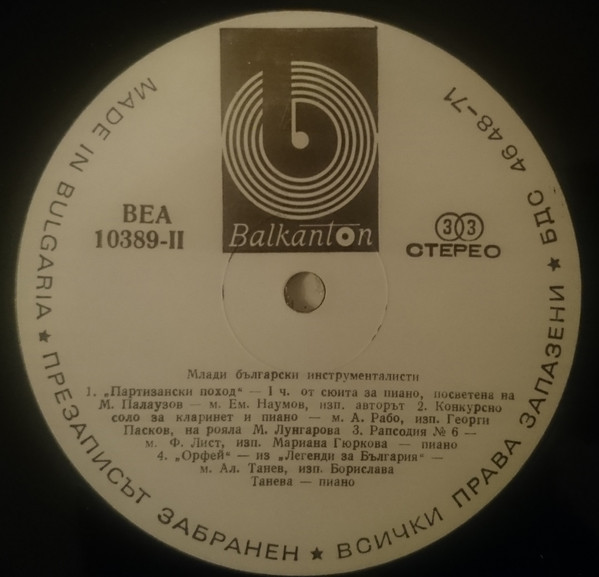 Balkanton
MADE IN BULGARIA ★ ПРЕЗАПИСЪТ ЗАБРАНЕН ★ ВСИЧКИ ПРАВА ЗАПАЗЕНИ ★ БДС 4648-71
ВЕА
10389-II
33
СТЕРЕО
Млади български инструменталисти
1. „Партизански поход“ — I ч. от сюита за пиано, посветена на
М. Палаузов — м. Ем. Наумов, изп. авторът 2. Конкурсно
соло за кларинет и пиано — м. А. Рабо, изп. Георги
Пасков, на рояла М. Лунгарова 3. Рапсодия № 6 —
м. Ф. Лист, изп. Мариана Гюркова — пиано
4. „Орфей“ — из „Легенди за България“ —
м. Ал. Танев, изп. Борислава
Танева — пиано